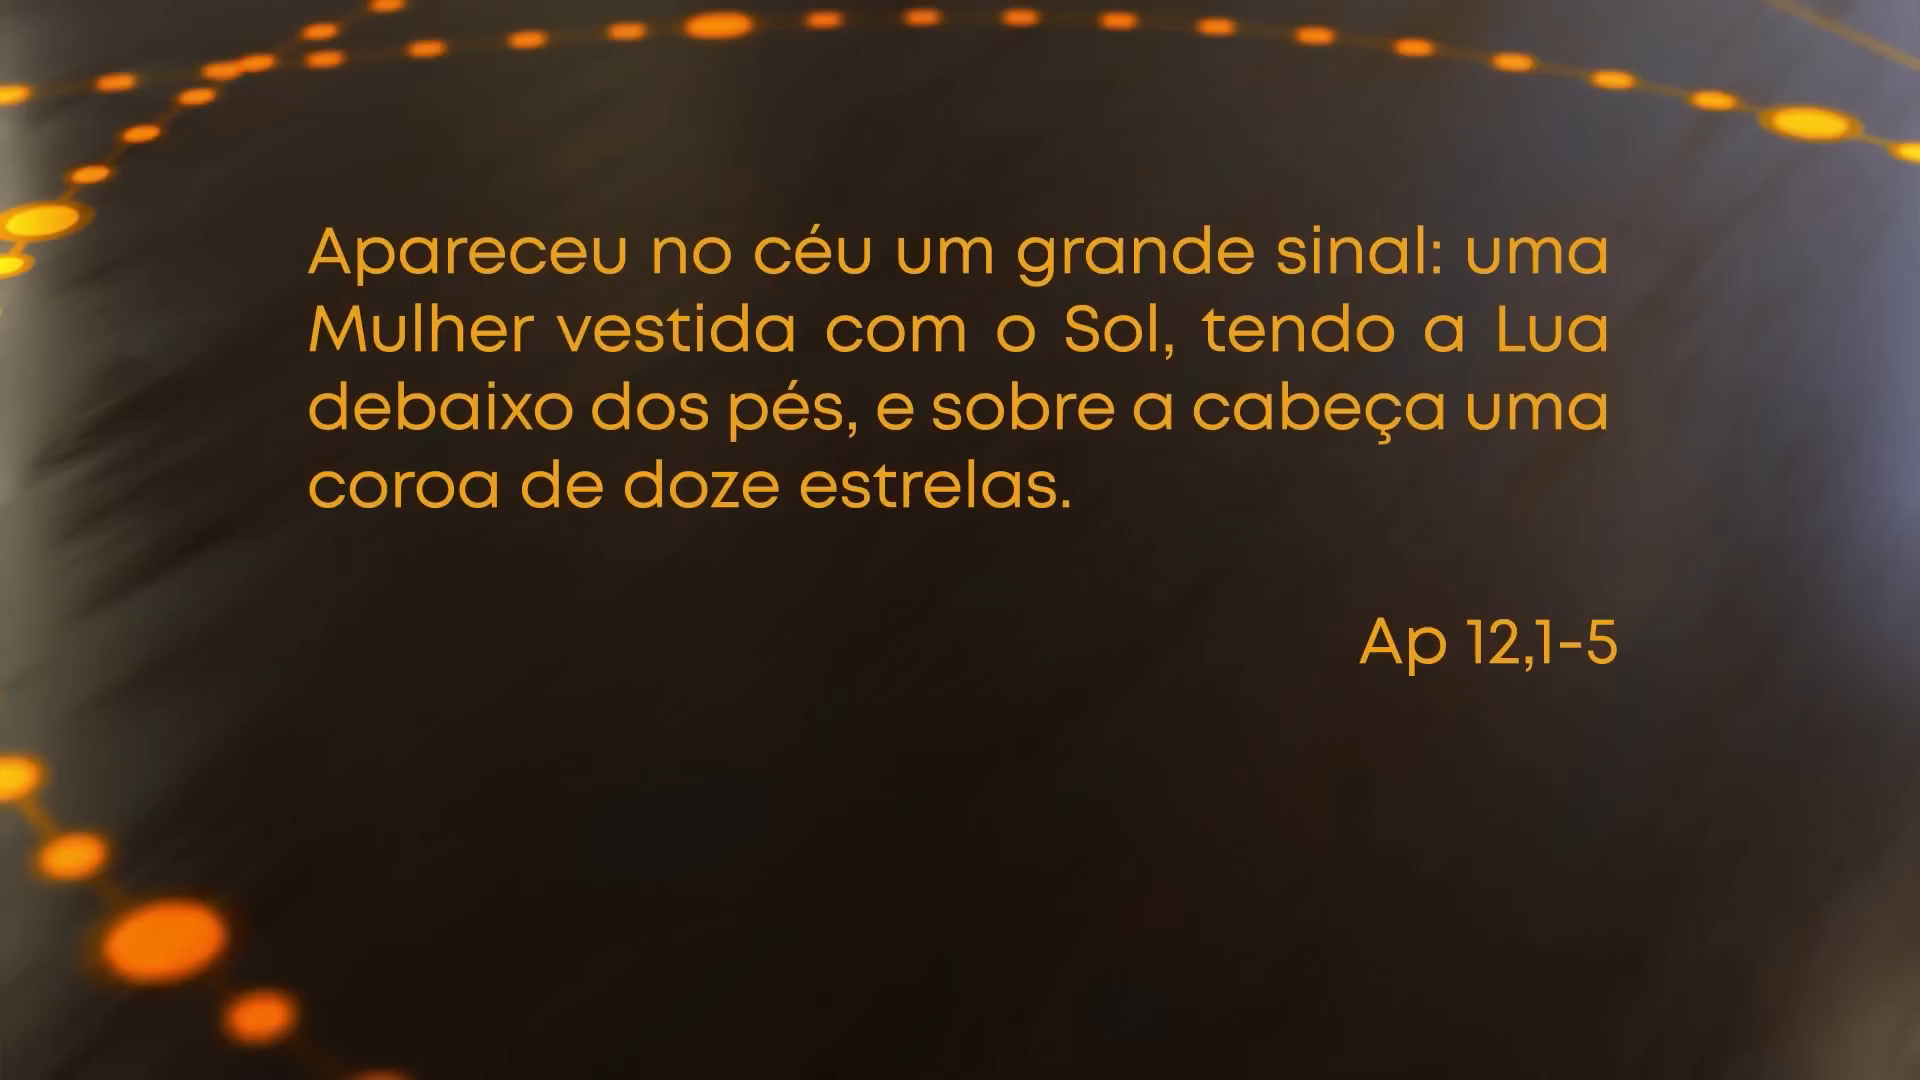 Apareceu no céu um grande sinal: uma
Mulher vestida com o Sol, tendo a Lua
debaixo dos pés, e sobre a cabeça uma
coroa de doze estrelas.
Ap 12,1-5